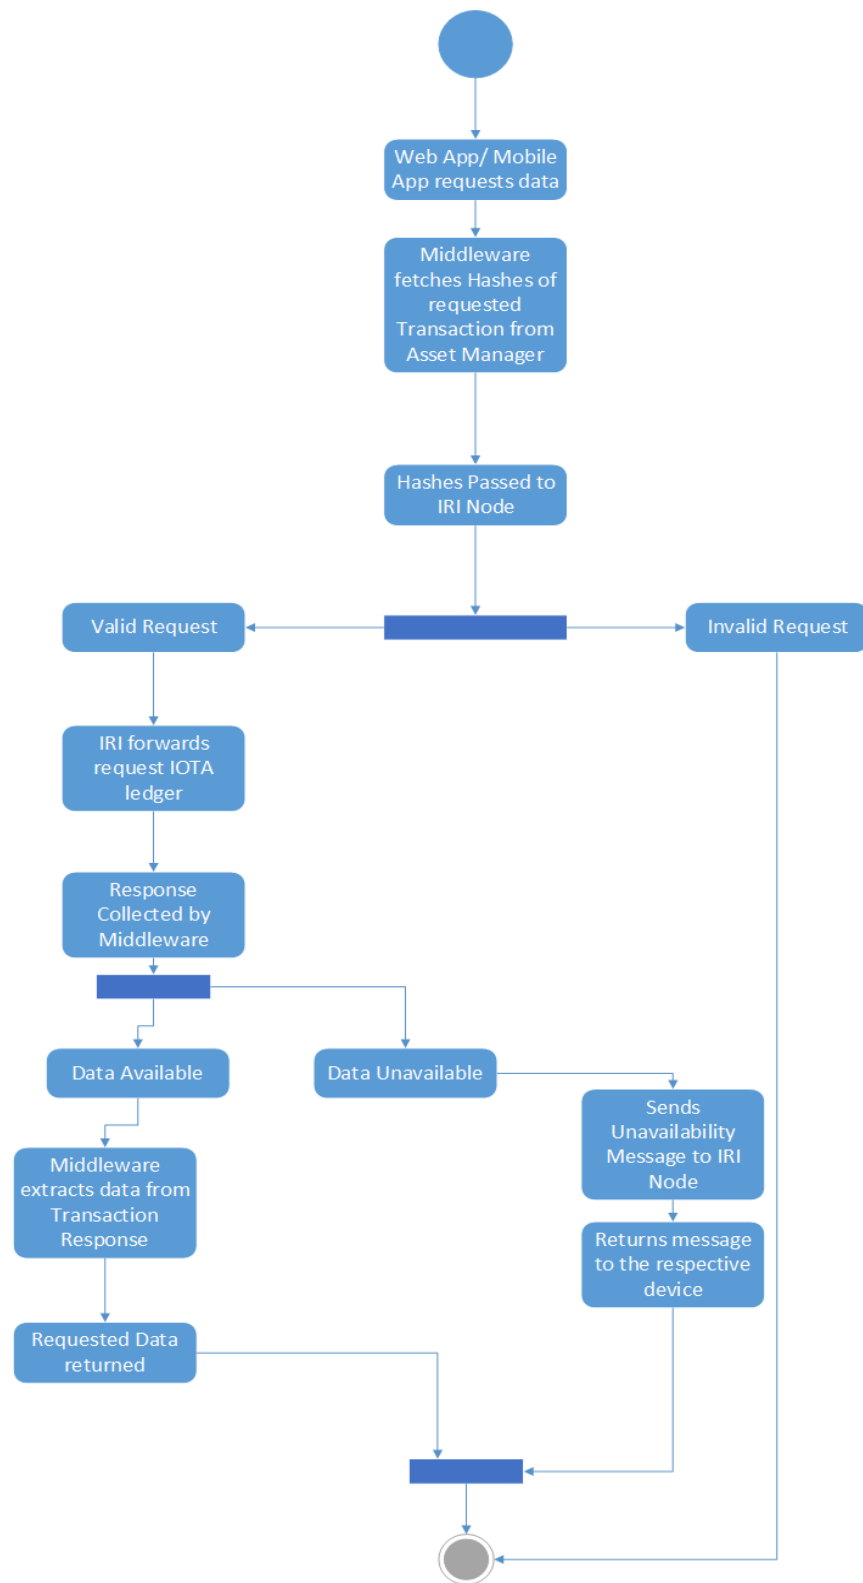 Web App/ Mobile
App requests data
Middleware
fetches Hashes of
requested
Transaction from
Asset Manager
Hashes Passed to
IRI Node
Valid Request
Invalid Request
IRI forwards
request IOTA
ledger
Response
Collected by
Middleware
Data Available
Data Unavailable
Sends
Unavailability
Message to IRI
Node
Middleware
extracts data from
Transaction
Response
Returns message
to the respective
device
Requested Data
returned